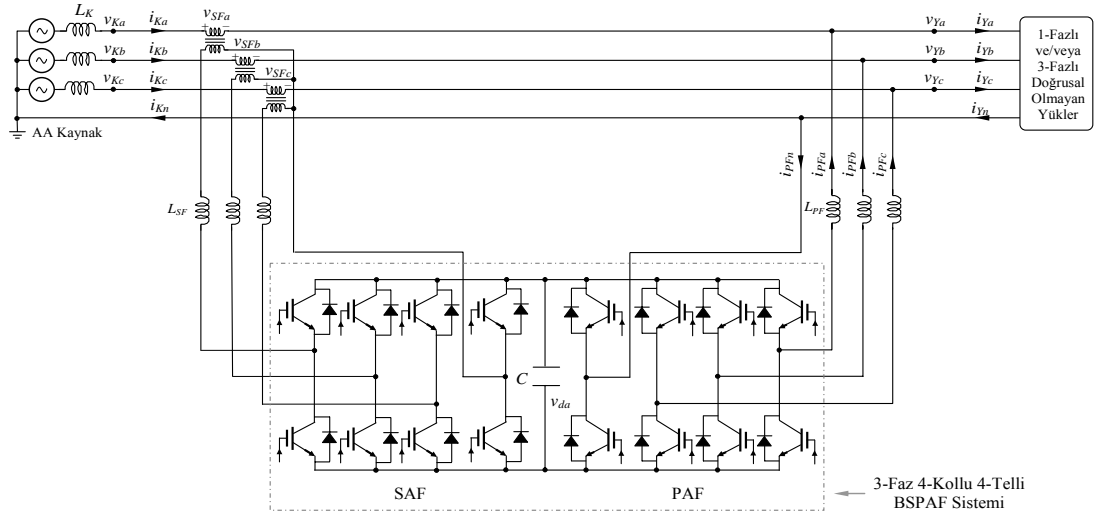 L_K
v_Ka
i_Ka
v_SFa
v_Kb
i_Kb
v_SFb
v_Kc
i_Kc
v_SFc
i_Kn
AA Kaynak
v_Ya
i_Ya
v_Yb
i_Yb
v_Yc
i_Yc
i_Yn
1-Fazlı
ve/veya
3-Fazlı
Doğrusal
Olmayan
Yükler
i_PFn
i_PFa
i_PFb
i_PFc
L_SF
L_PF
C
v_da
SAF
PAF
3-Faz 4-Kollu 4-Telli
BSPAF Sistemi